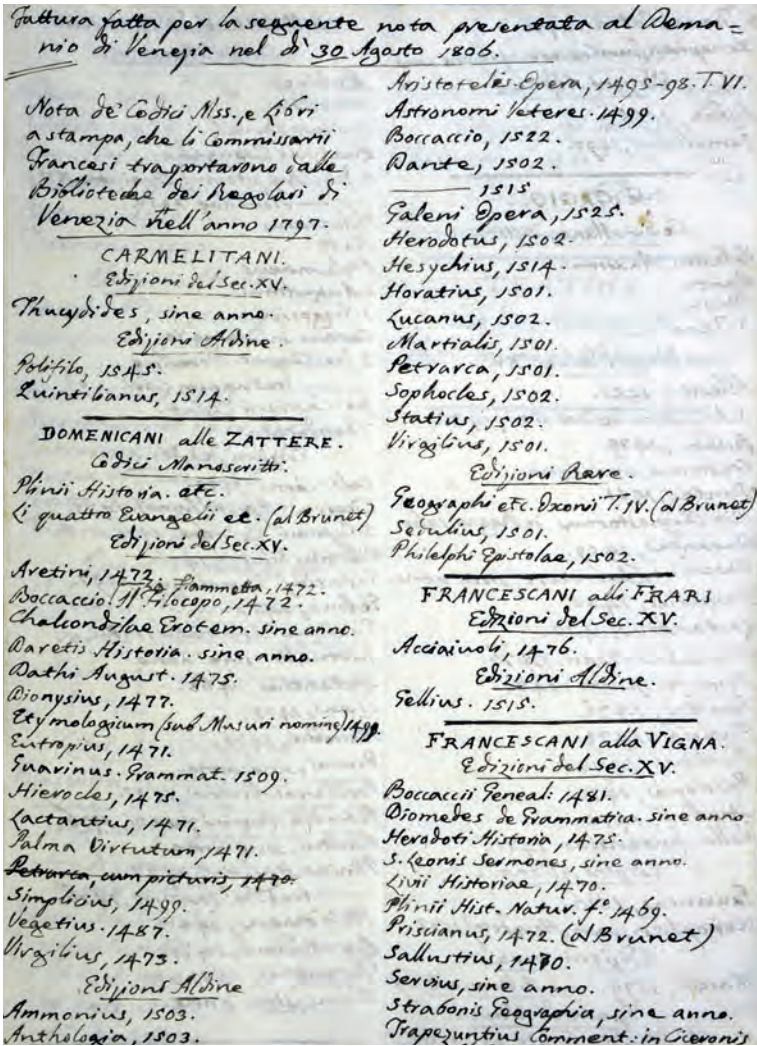 Fattura fatta per la seguente nota presentata al Dema=
nio di Venezia nel dì 30 Agosto 1806.
Nota de' Codici Mss., e Libri
a stampa, che li Commissarii
Francesi trasportarono dalle
Biblioteche dei Regolari di
Venezia nell'anno 1797.
CARMELITANI.
Edizioni del Sec. XV.
Thucydides, sine anno.
Edizioni Aldine.
Polifilo, 1545.
Quintilianus, 1514.
DOMENICANI alle ZATTERE.
Codici Manoscritti.
Plinii Historia. etc.
Li quattro Evangelii ec. (al Brunet)
Edizioni del Sec. XV.
Aretini, 1472.
Fiammetta, 1472.
Boccaccio. Il Filocopo, 1472.
Chalcondilae Erotem. sine anno.
Daretis Historia. sine anno.
Dathi August. 1475.
Dionysius, 1477.
Etymologicum (sub Musuri nomine) 1499.
Eutropius, 1471.
Guarinus. Grammat. 1509.
Hierocles, 1475.
Lactantius, 1471.
Palma Virtutum, 1471.
Petrarca, cum picturis, 1470.
Simplicius, 1499.
Vegetius. 1487.
Virgilius, 1473.
Edizioni Aldine
Ammonius, 1503.
Anthologia, 1503.
Aristotelis Opera, 1495-98. T. VI.
Astronomi Veteres. 1499.
Boccaccio, 1522.
Dante, 1502.
—— 1515
Galeni Opera, 1525.
Herodotus, 1502.
Hesychius, 1514.
Horatius, 1501.
Lucanus, 1502.
Martialis, 1501.
Petrarca, 1501.
Sophocles, 1502.
Statius, 1502.
Virgilius, 1501.
Edizioni Rare.
Geographi etc. Oxonii T. IV. (al Brunet)
Sedulius, 1501.
Philelphi Epistolae, 1502.
FRANCESCANI alli FRARI
Edizioni del Sec. XV.
Acciaiuoli, 1476.
Edizioni Aldine.
Gellius. 1515.
FRANCESCANI alla VIGNA.
Edizioni del Sec. XV.
Boccaccii Geneal: 1481.
Diomedes de Grammatica. sine anno
Herodoti Historia, 1475.
S. Leonis Sermones, sine anno.
Livii Historiae, 1470.
Plinii Hist. Natur. f.° 1469.
Priscianus, 1472. (al Brunet)
Sallustius, 1470.
Servius, sine anno.
Strabonis Geographia, sine anno.
Trapezuntius Comment: in Ciceronis